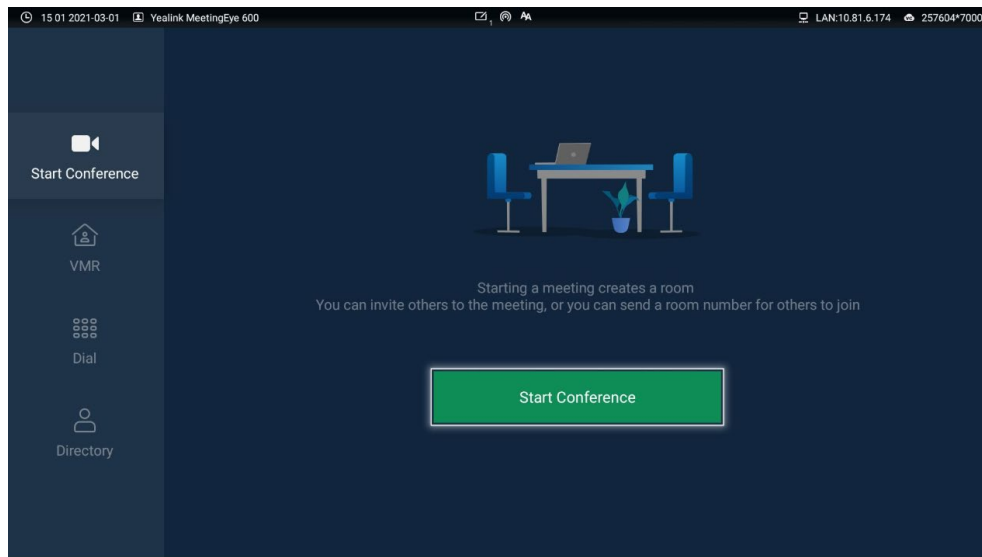 15 01 2021-03-01 Yealink MeetingEye 600 1 AA LAN:10.81.6.174 257604*7000
Start Conference
VMR
Dial
Directory
Starting a meeting creates a room
You can invite others to the meeting, or you can send a room number for others to join
Start Conference